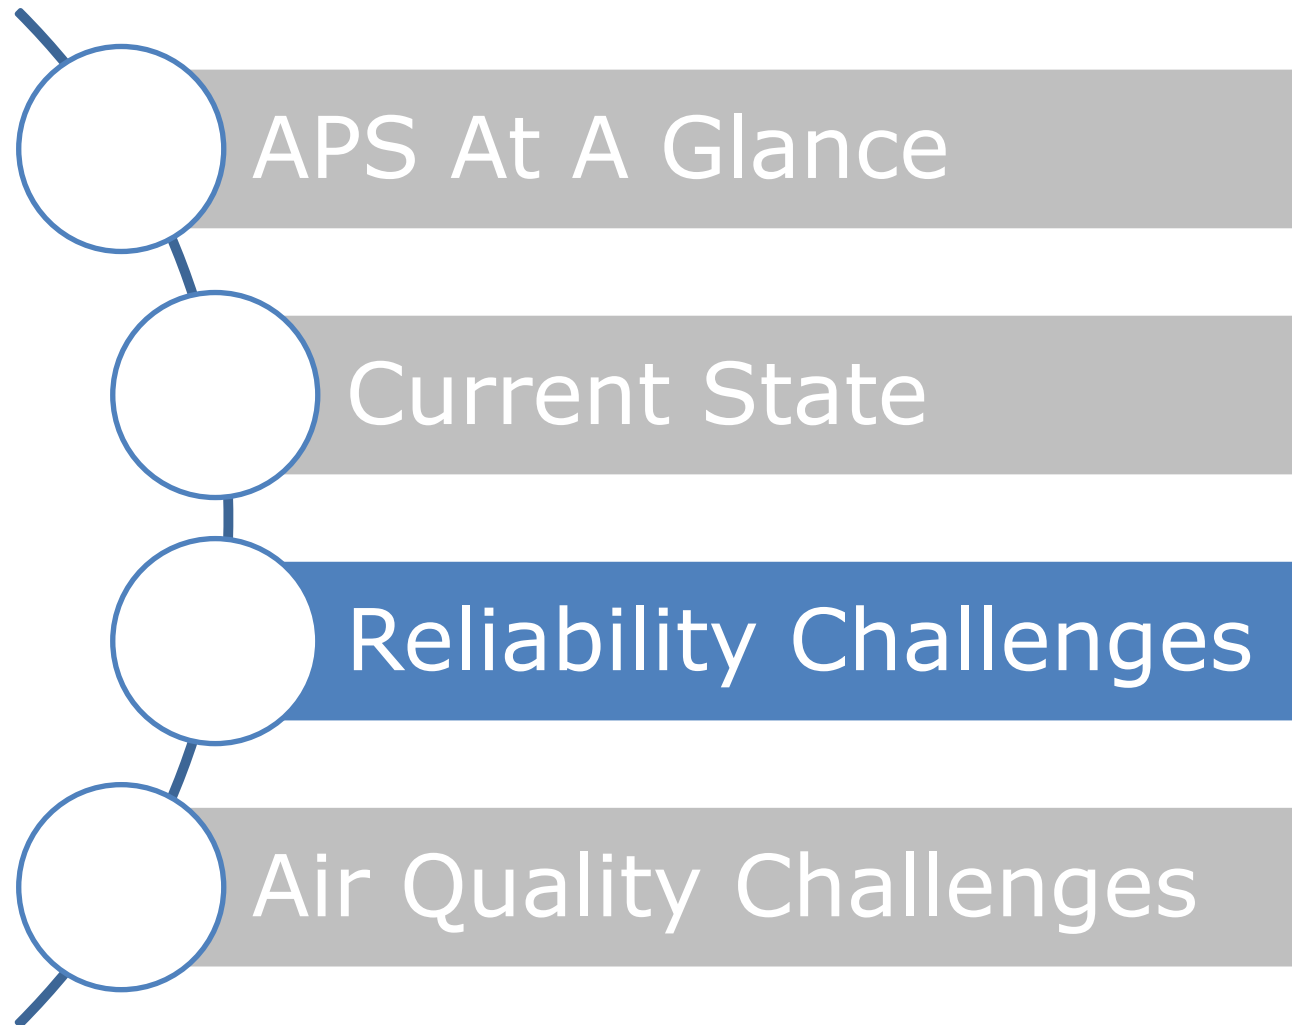 APS At A Glance
Current State
Reliability Challenges
Air Quality Challenges